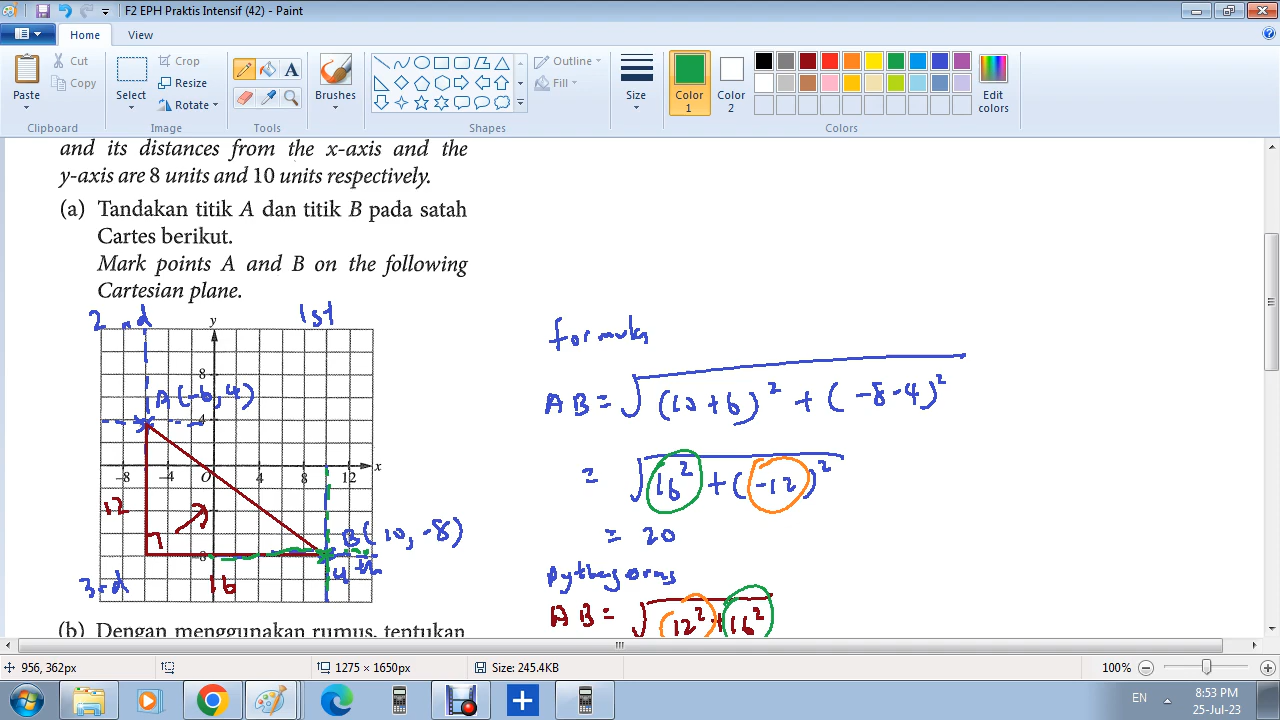 F2 EPH Praktis Intensif (42) - Paint
Home View
Paste
Cut
Copy
Clipboard
Select
Crop
Resize
Rotate
Image
Tools
Brushes
Outline
Fill
Shapes
Size
Color 1
Color 2
Edit colors
Colors
and its distances from the x-axis and the
y-axis are 8 units and 10 units respectively.
(a) Tandakan titik A dan titik B pada satah
Cartes berikut.
Mark points A and B on the following
Cartesian plane.
2nd 1st
y
8
A(-6, 4)
4
-8 -4 O 4 8 12 x
12
B(10, -8)
-8
4th
3rd 16
(b) Dengan menggunakan rumus, tentukan
formula
AB = √(10+6)² + (-8-4)²
= √16² + (-12)²
= 20
AB = √12² + 16²
956, 362px
1275 × 1650px
Size: 245.4KB
100%
EN
8:53 PM
25-Jul-23